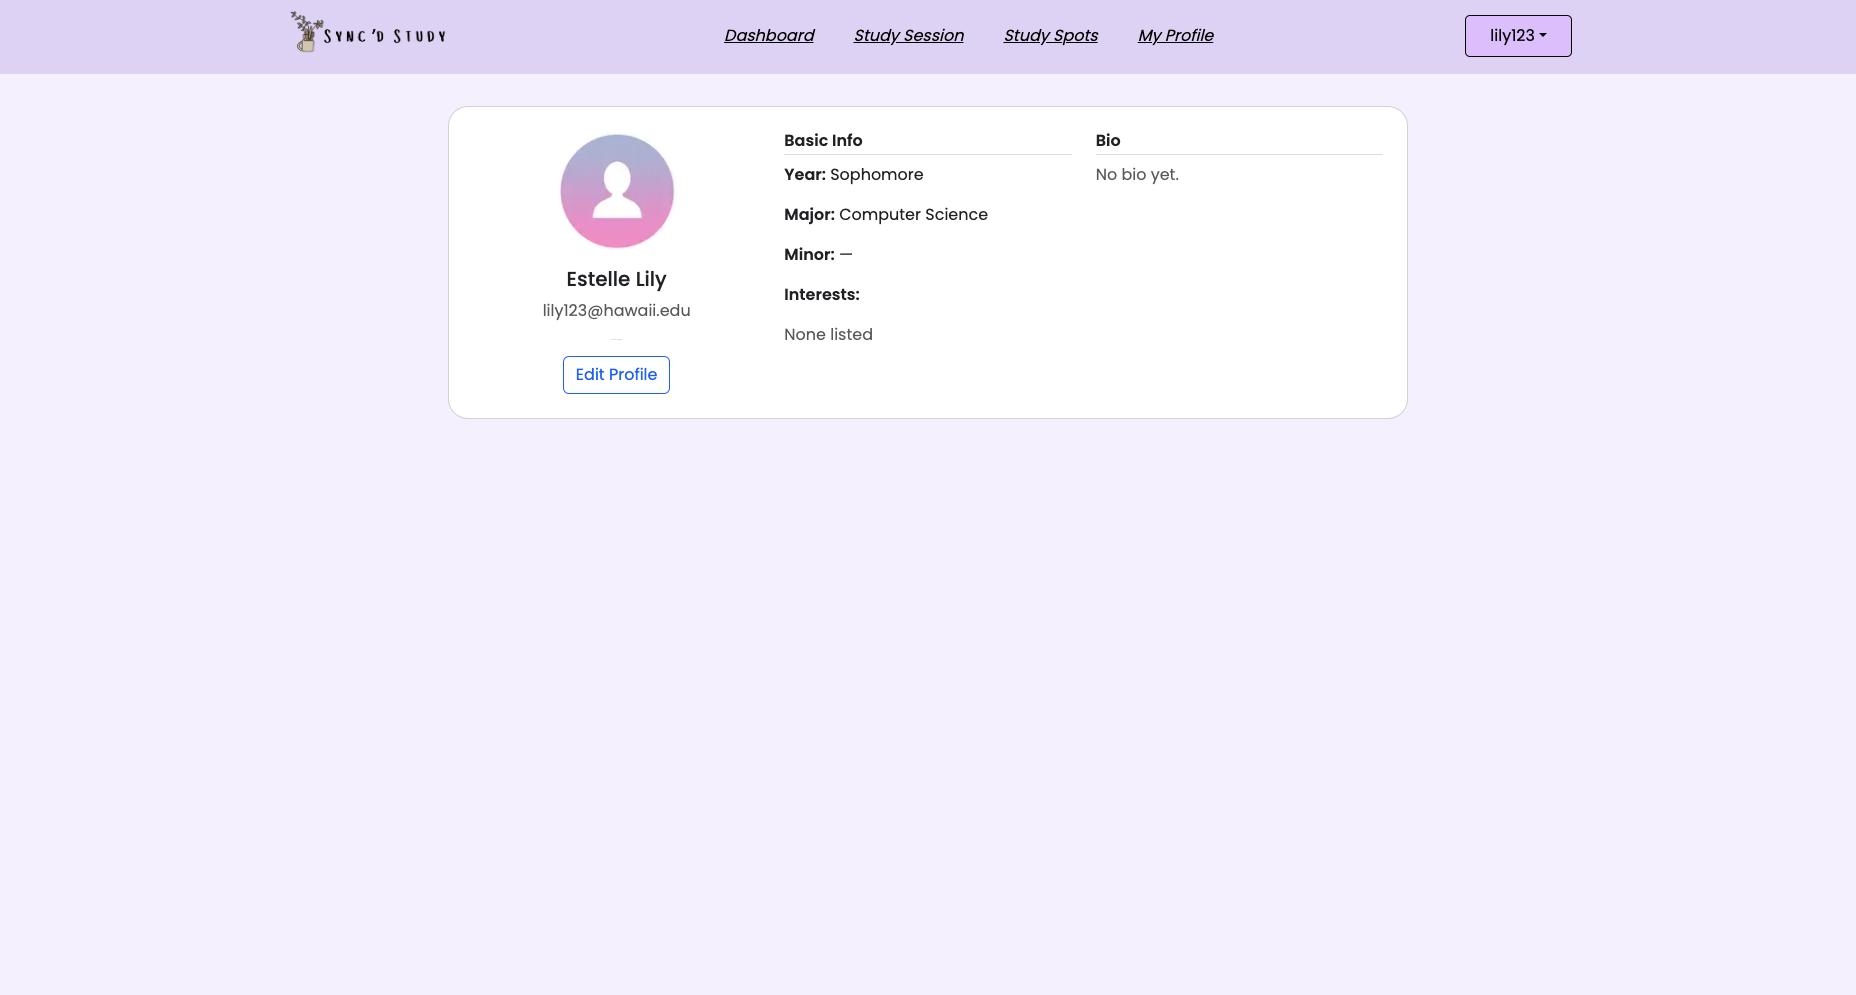 Sync'd Study
Dashboard Study Session Study Spots My Profile
lily123
Estelle Lily
lily123@hawaii.edu
—
Edit Profile
Basic Info
Year: Sophomore
Major: Computer Science
Minor: —
Interests:
None listed
Bio
No bio yet.